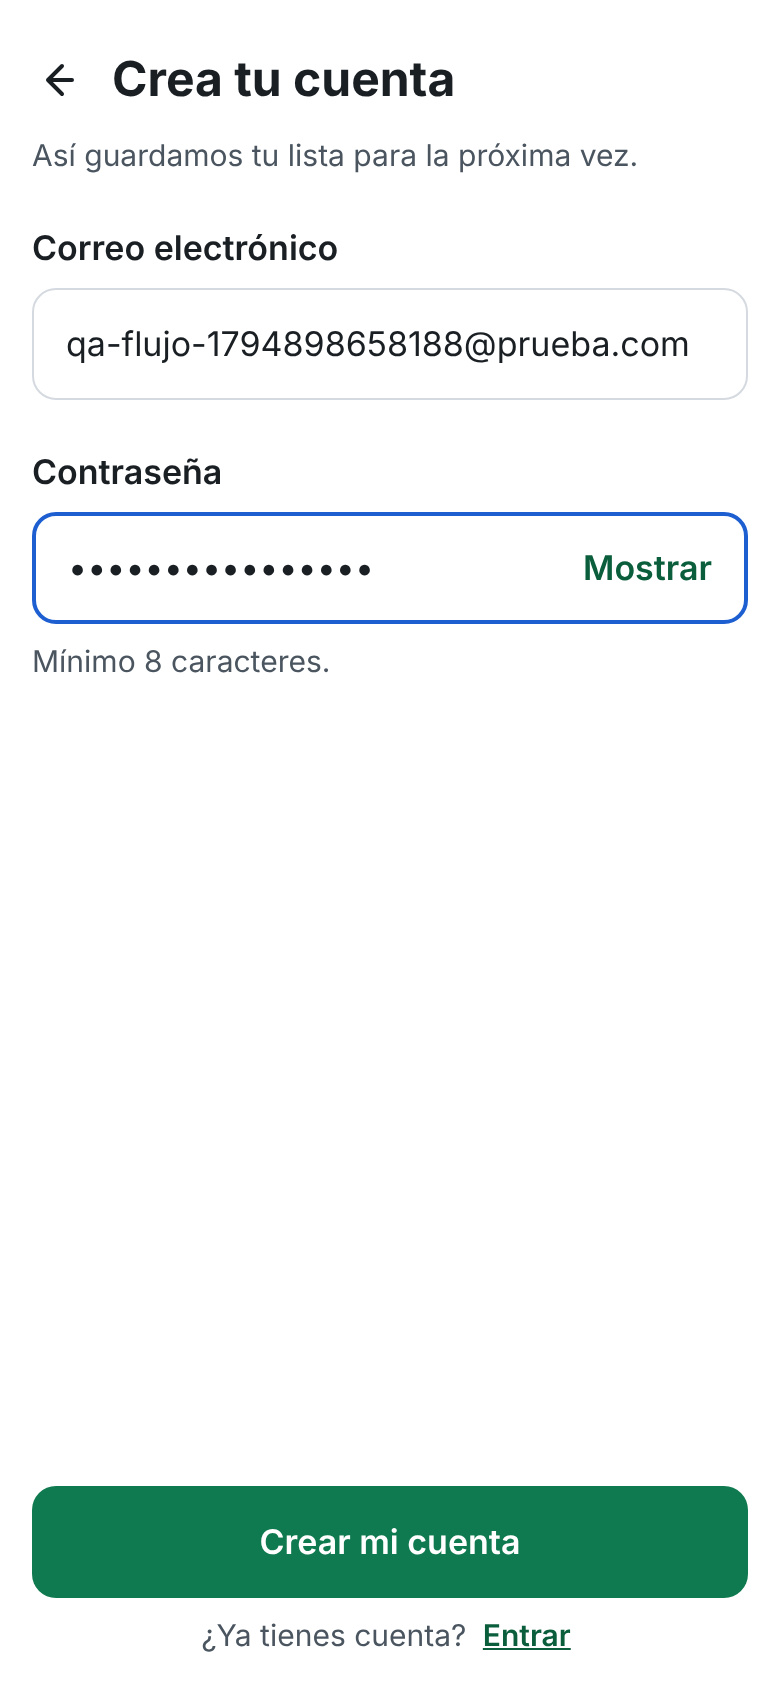 Crea tu cuenta
Así guardamos tu lista para la próxima vez.
Correo electrónico
qa-flujo-1794898658188@prueba.com
Contraseña
•••••••••••••••• Mostrar
Mínimo 8 caracteres.
Crear mi cuenta
¿Ya tienes cuenta? Entrar